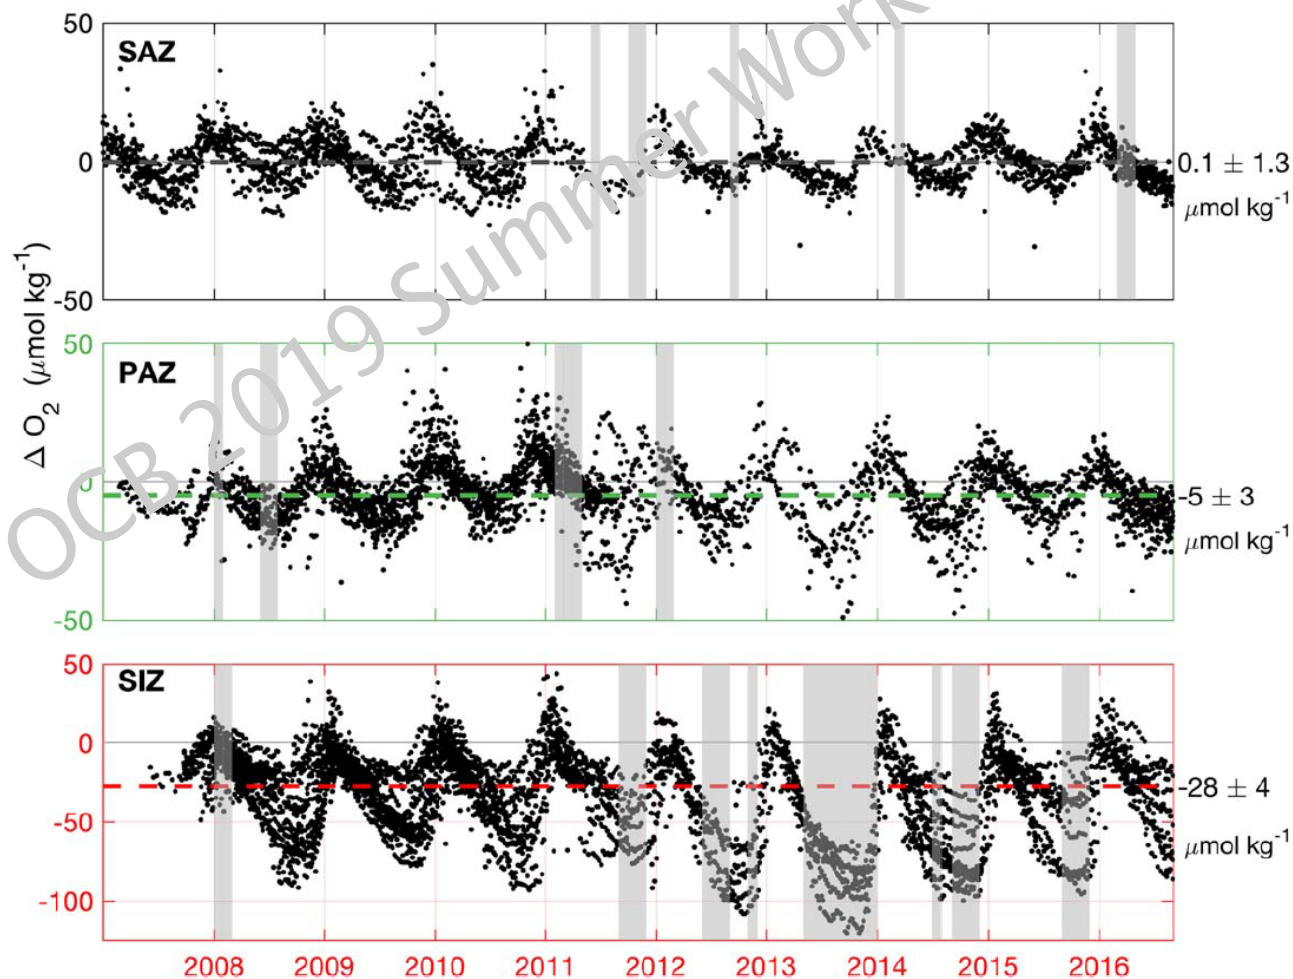 50
SAZ
0
0.1 ± 1.3
μmol kg⁻¹
-50
Δ O₂ (μmol kg⁻¹)
50
PAZ
0
-5 ± 3
μmol kg⁻¹
-50
50
SIZ
0
-28 ± 4
-50
μmol kg⁻¹
-100
2008 2009 2010 2011 2012 2013 2014 2015 2016
OCB 2019 Summer Work